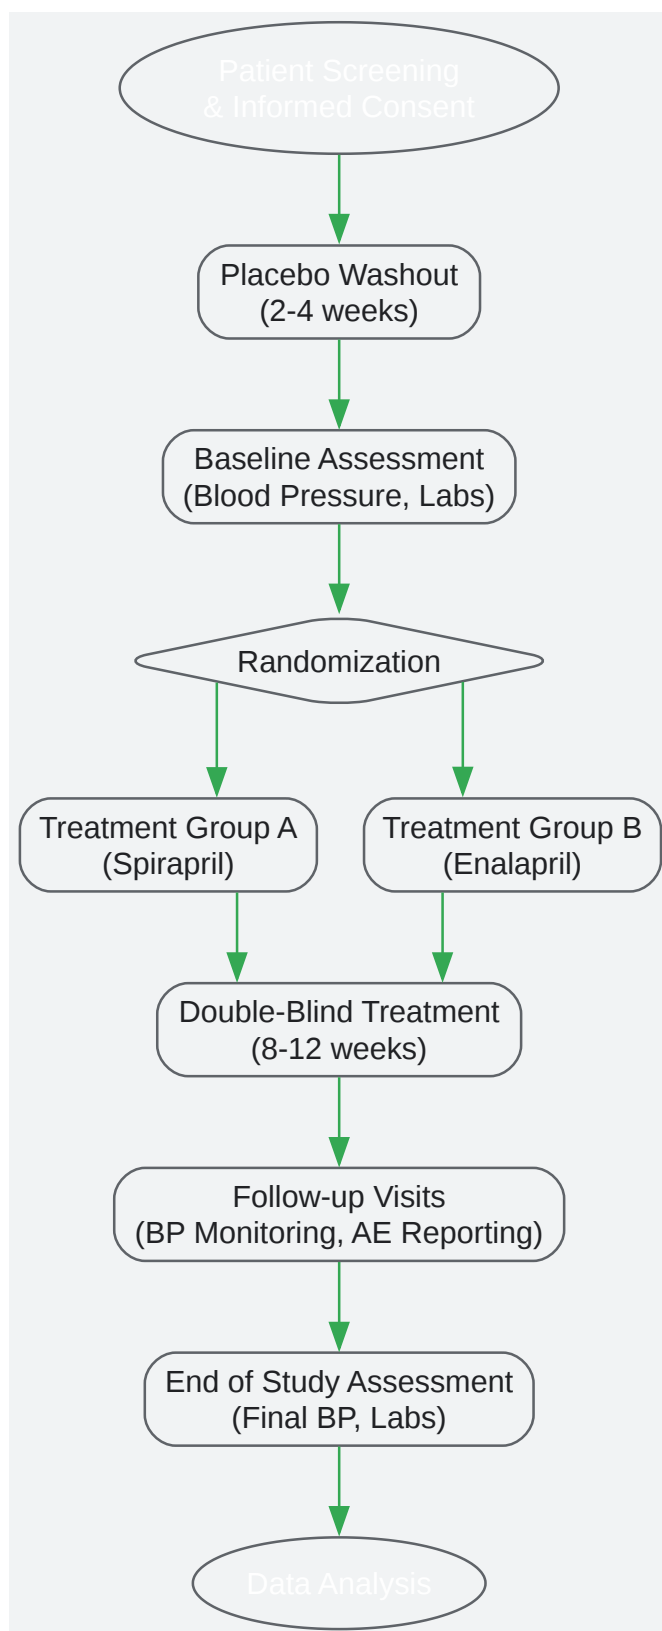 Patient Screening
& Informed Consent
Placebo Washout
(2-4 weeks)
Baseline Assessment
(Blood Pressure, Labs)
Randomization
Treatment Group A
(Spirapril)
Treatment Group B
(Enalapril)
Double-Blind Treatment
(8-12 weeks)
Follow-up Visits
(BP Monitoring, AE Reporting)
End of Study Assessment
(Final BP, Labs)
Data Analysis